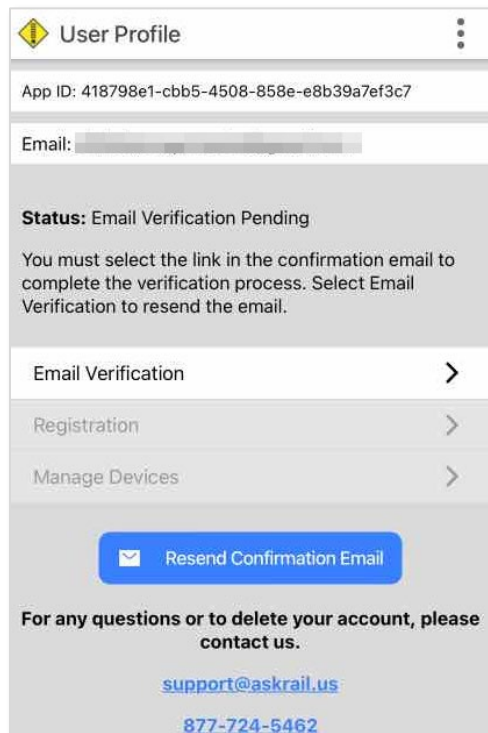 User Profile
App ID: 418798e1-cbb5-4508-858e-e8b39a7ef3c7
Email:
Status: Email Verification Pending
You must select the link in the confirmation email to
complete the verification process. Select Email
Verification to resend the email.
Email Verification
Registration
Manage Devices
Resend Confirmation Email
For any questions or to delete your account, please
contact us.
support@askrail.us
877-724-5462